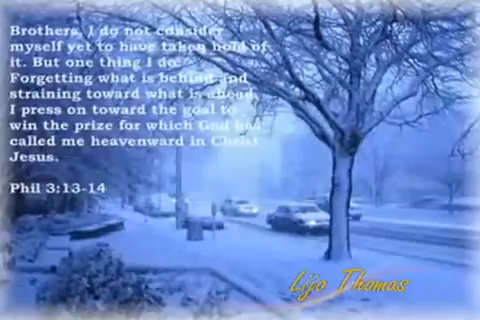 Brothers, I do not consider
myself yet to have taken hold of
it. But one thing I do:
Forgetting what is behind and
straining toward what is ahead,
I press on toward the goal to
win the prize for which God has
called me heavenward in Christ
Jesus.
Phil 3:13-14
Lijo Thomas